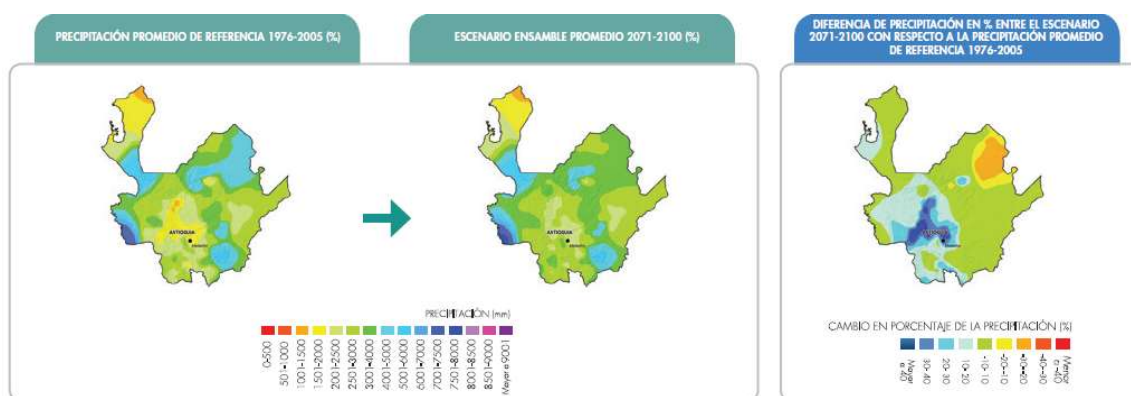 PRECIPITACIÓN PROMEDIO DE REFERENCIA 1976-2005 (%)
ESCENARIO ENSAMBLE PROMEDIO 2071-2100 (%)
DIFERENCIA DE PRECIPITACIÓN EN % ENTRE EL ESCENARIO
2071-2100 CON RESPECTO A LA PRECIPITACIÓN PROMEDIO
DE REFERENCIA 1976-2005
ANTIOQUIA
ANTIOQUIA
ANTIOQUIA
PRECIPITACIÓN (mm)
0-500
501-1000
1001-1500
1501-2000
2001-2500
2501-3000
3001-4000
4001-5000
5001-6000
6001-7000
7001-7500
7501-8000
8001-8500
8501-9000
Mayor a 9001
CAMBIO EN PORCENTAJE DE LA PRECIPITACIÓN (%)
Mayor
a 40
30-40
20-30
10-20
-10-10
-20-10
-30-20
-40-30
Menor
a -40